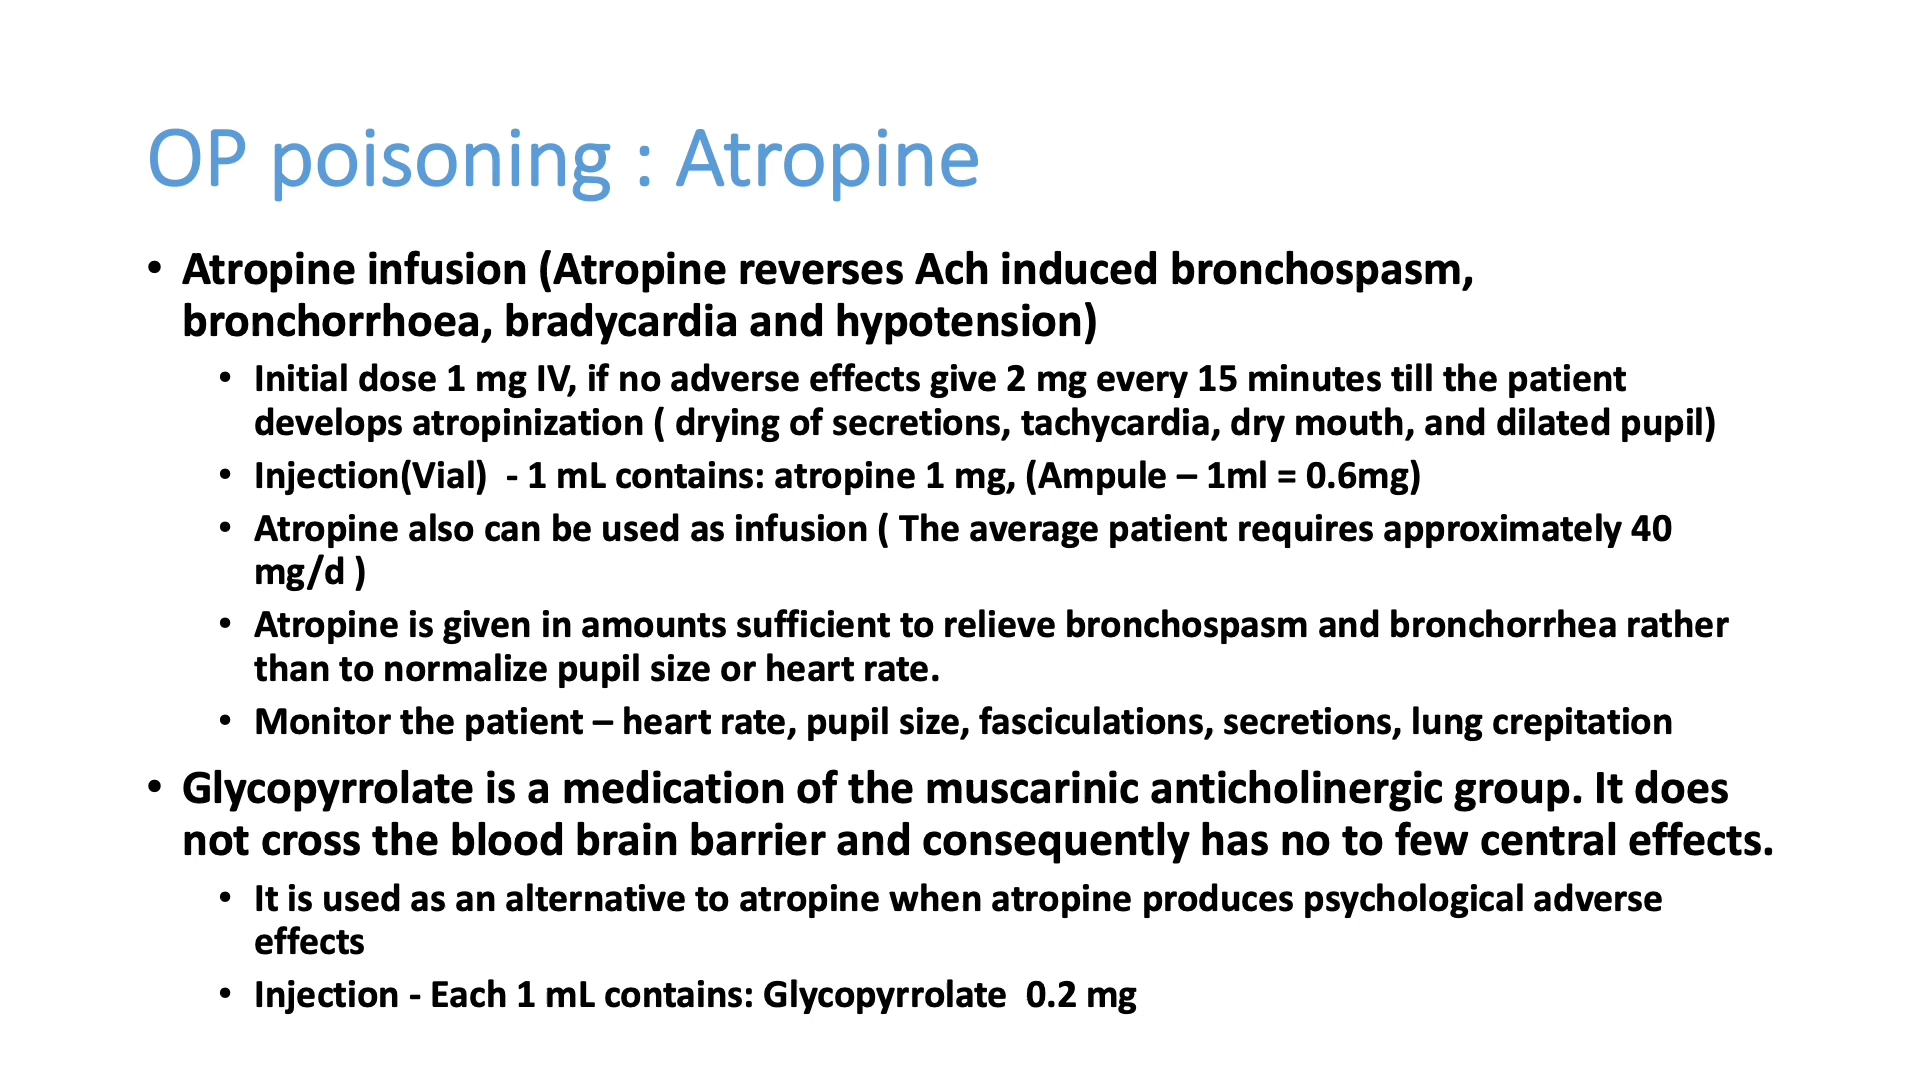 OP poisoning : Atropine
• Atropine infusion (Atropine reverses Ach induced bronchospasm,
bronchorrhoea, bradycardia and hypotension)
• Initial dose 1 mg IV, if no adverse effects give 2 mg every 15 minutes till the patient
develops atropinization ( drying of secretions, tachycardia, dry mouth, and dilated pupil)
• Injection(Vial)  - 1 mL contains: atropine 1 mg, (Ampule – 1ml = 0.6mg)
• Atropine also can be used as infusion ( The average patient requires approximately 40
mg/d )
• Atropine is given in amounts sufficient to relieve bronchospasm and bronchorrhea rather
than to normalize pupil size or heart rate.
• Monitor the patient – heart rate, pupil size, fasciculations, secretions, lung crepitation
• Glycopyrrolate is a medication of the muscarinic anticholinergic group. It does
not cross the blood brain barrier and consequently has no to few central effects.
• It is used as an alternative to atropine when atropine produces psychological adverse
effects
• Injection - Each 1 mL contains: Glycopyrrolate  0.2 mg